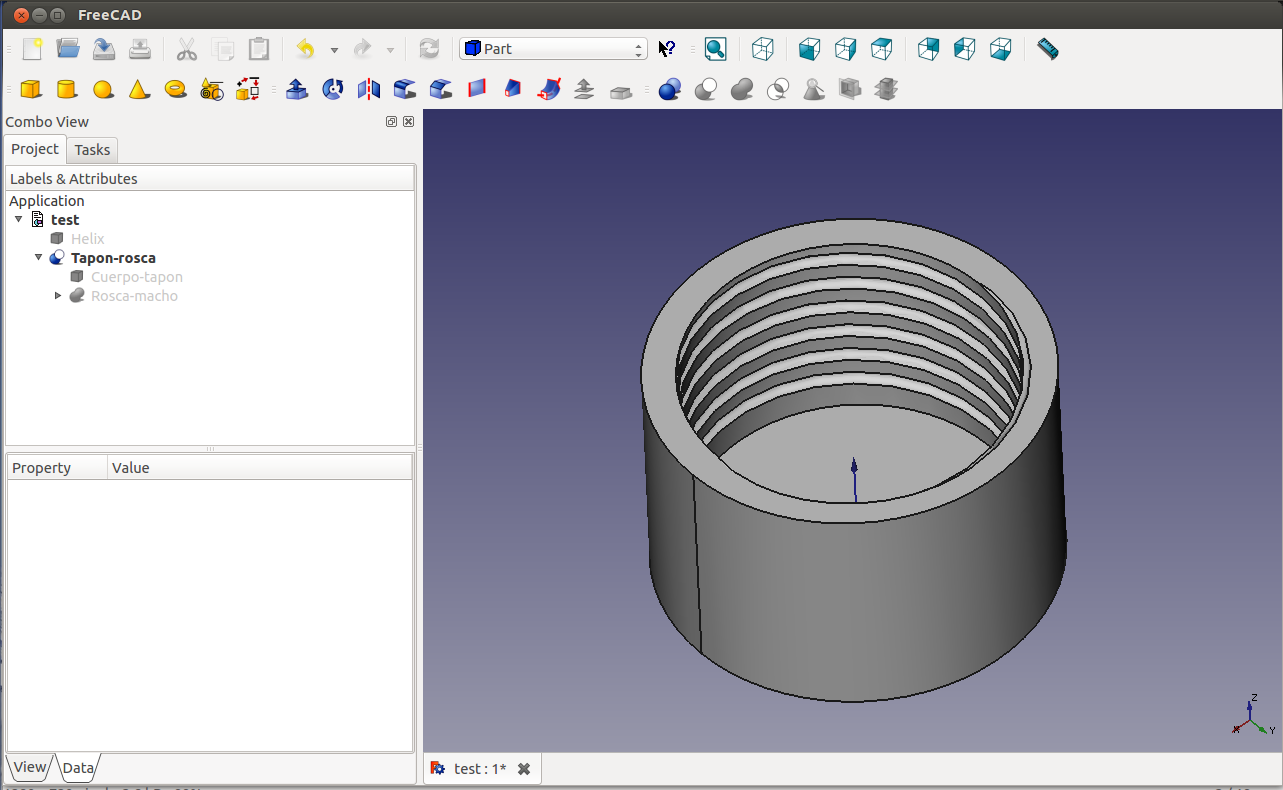 FreeCAD
Part
Combo View
Project Tasks
Labels & Attributes
Application
test
Helix
Tapon-rosca
Cuerpo-tapon
Rosca-macho
Property Value
View Data
test : 1*
Z
X
Y